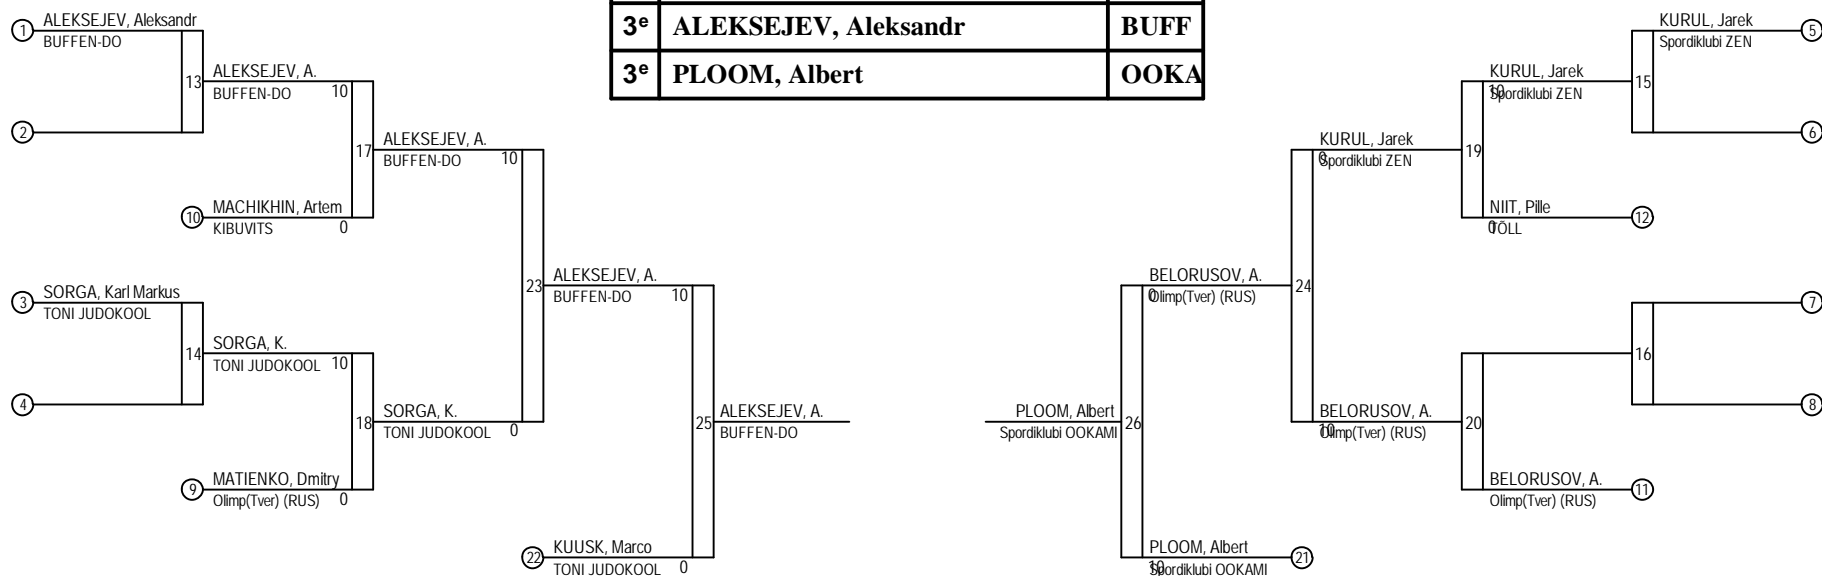 3e ALEKSEJEV, Aleksandr BUFF
3e PLOOM, Albert OOKA
1 ALEKSEJEV, Aleksandr
BUFFEN-DO
13 ALEKSEJEV, A.
BUFFEN-DO 10
2
17 ALEKSEJEV, A.
BUFFEN-DO 10
10 MACHIKHIN, Artem
KIBUVITS 0
23 ALEKSEJEV, A.
BUFFEN-DO 10
3 SORGA, Karl Markus
TONI JUDOKOOL
14 SORGA, K.
TONI JUDOKOOL 10
4
18 SORGA, K.
TONI JUDOKOOL 0
9 MATIENKO, Dmitry
Olimp(Tver) (RUS) 0
25 ALEKSEJEV, A.
BUFFEN-DO
22 KUUSK, Marco
TONI JUDOKOOL 0
KURUL, Jarek 5
Spordiklubi ZEN
KURUL, Jarek 15
10 Spordiklubi ZEN
6
KURUL, Jarek 19
0 Spordiklubi ZEN
NIIT, Pille 12
0 TÕLL
BELORUSOV, A. 24
0 Olimp(Tver) (RUS)
7
16
8
BELORUSOV, A. 20
10 Olimp(Tver) (RUS)
BELORUSOV, A. 11
Olimp(Tver) (RUS)
PLOOM, Albert 26
Spordiklubi OOKAMI
PLOOM, Albert 21
10 Spordiklubi OOKAMI